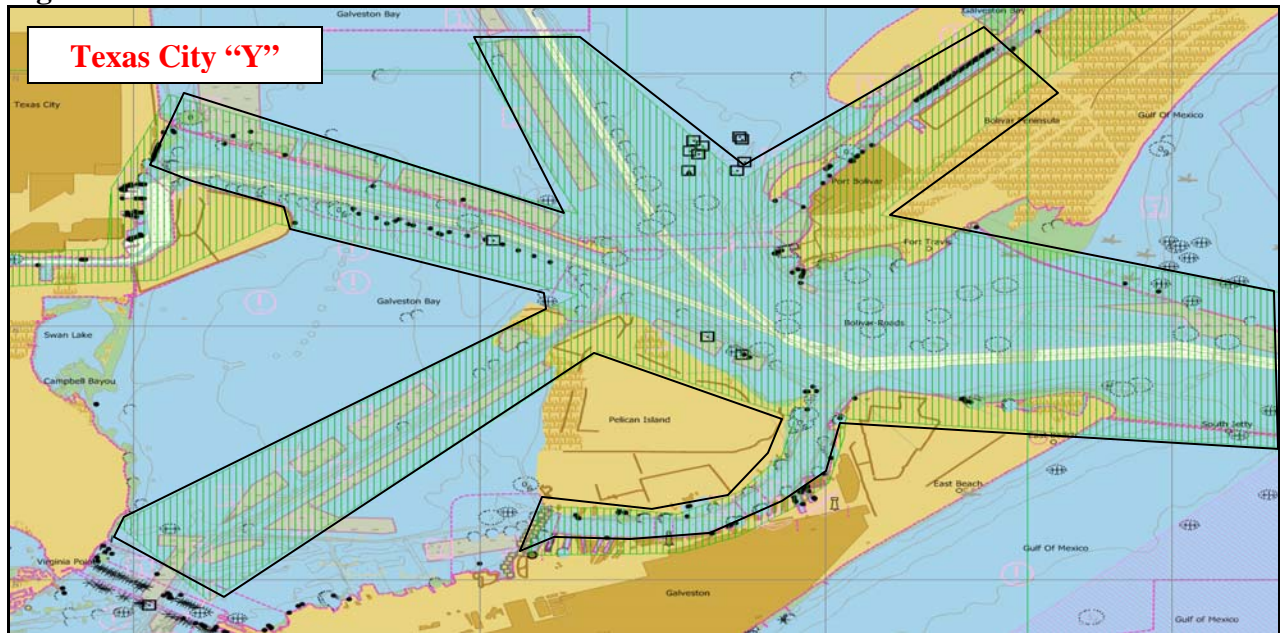 Galveston Bay
Galveston Bay
Texas City “Y”
Texas City
Gulf Of Mexico
Bolivar Peninsula
Port Bolivar
Fort Travis
Galveston Bay
Bolivar Roads
Swan Lake
Campbell Bayou
Pelican Island
South Jetty
East Beach
Gulf Of Mexico
Virginia Point
Galveston
Gulf of Mexico